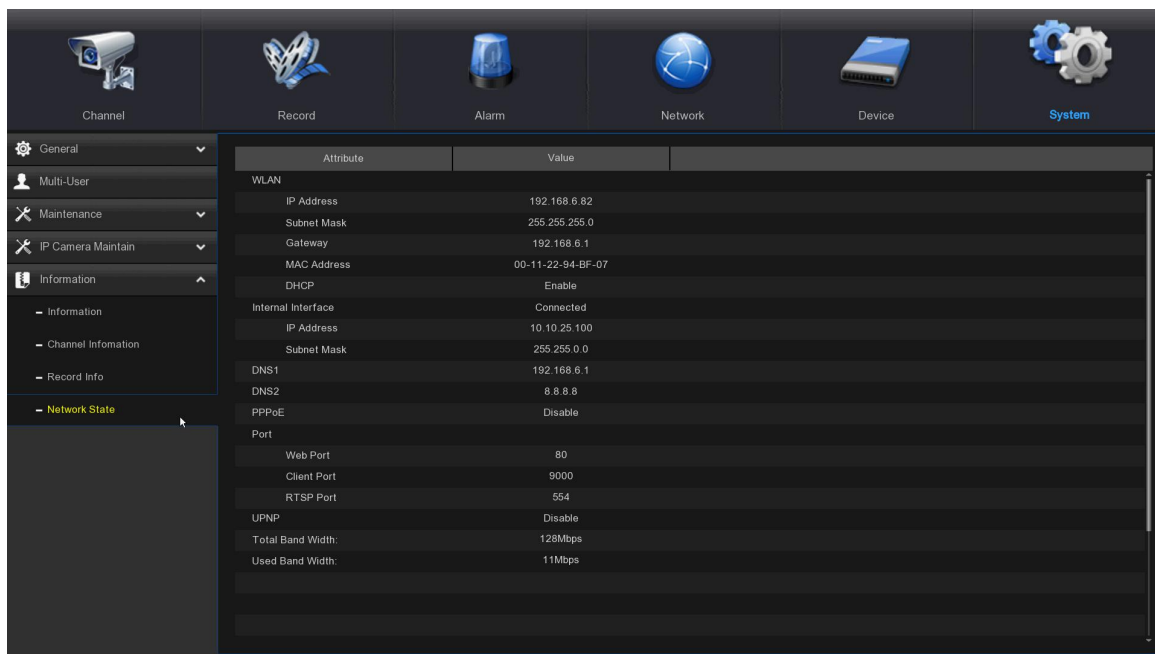 Channel Record Alarm Network Device System
General
Multi-User
Maintenance
IP Camera Maintain
Information
Information
Channel Infomation
Record Info
Network State
Attribute Value
WLAN
IP Address 192.168.6.82
Subnet Mask 255.255.255.0
Gateway 192.168.6.1
MAC Address 00-11-22-94-BF-07
DHCP Enable
Internal Interface Connected
IP Address 10.10.25.100
Subnet Mask 255.255.0.0
DNS1 192.168.6.1
DNS2 8.8.8.8
PPPoE Disable
Port
Web Port 80
Client Port 9000
RTSP Port 554
UPNP Disable
Total Band Width: 128Mbps
Used Band Width: 11Mbps